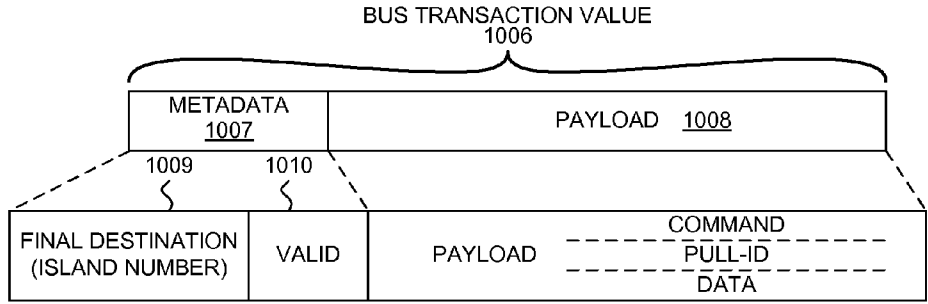 BUS TRANSACTION VALUE
1006
METADATA
1007
PAYLOAD 1008
1009 1010
FINAL DESTINATION
(ISLAND NUMBER)
VALID
PAYLOAD
COMMAND
PULL-ID
DATA